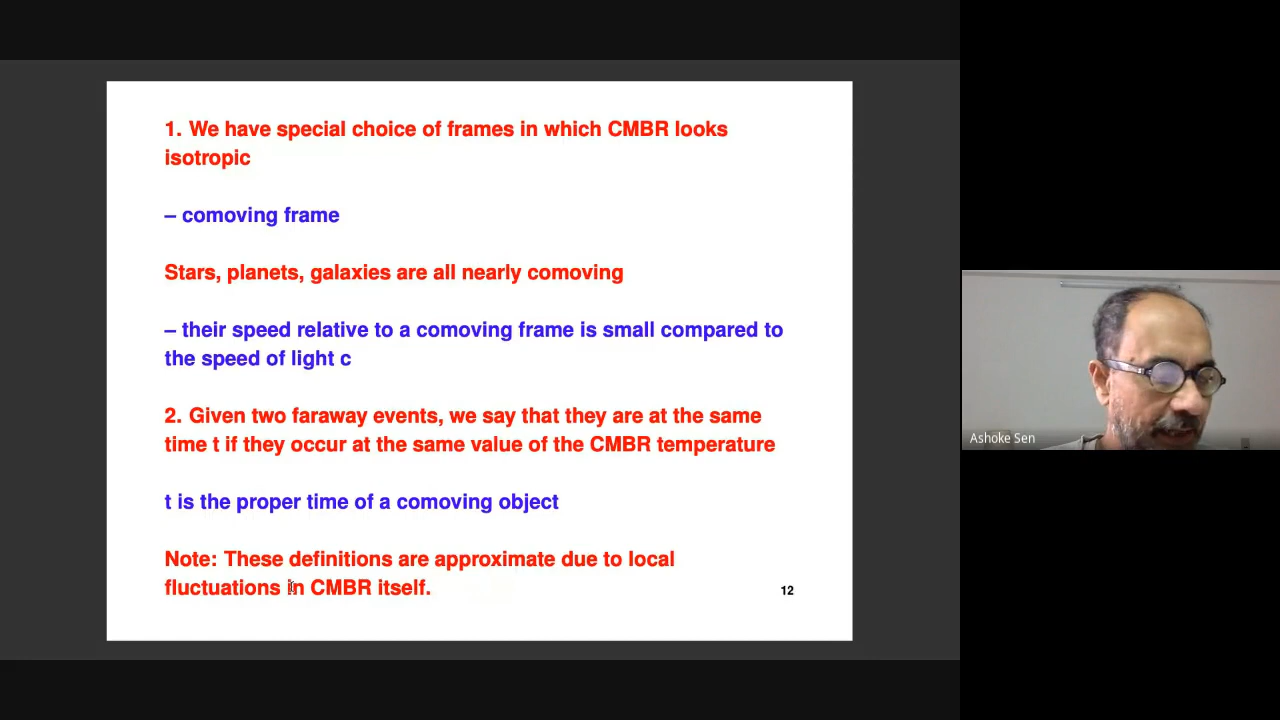 1. We have special choice of frames in which CMBR looks
isotropic
– comoving frame
Stars, planets, galaxies are all nearly comoving
– their speed relative to a comoving frame is small compared to
the speed of light c
2. Given two faraway events, we say that they are at the same
time t if they occur at the same value of the CMBR temperature
t is the proper time of a comoving object
Note: These definitions are approximate due to local
fluctuations in CMBR itself.
12
Ashoke Sen